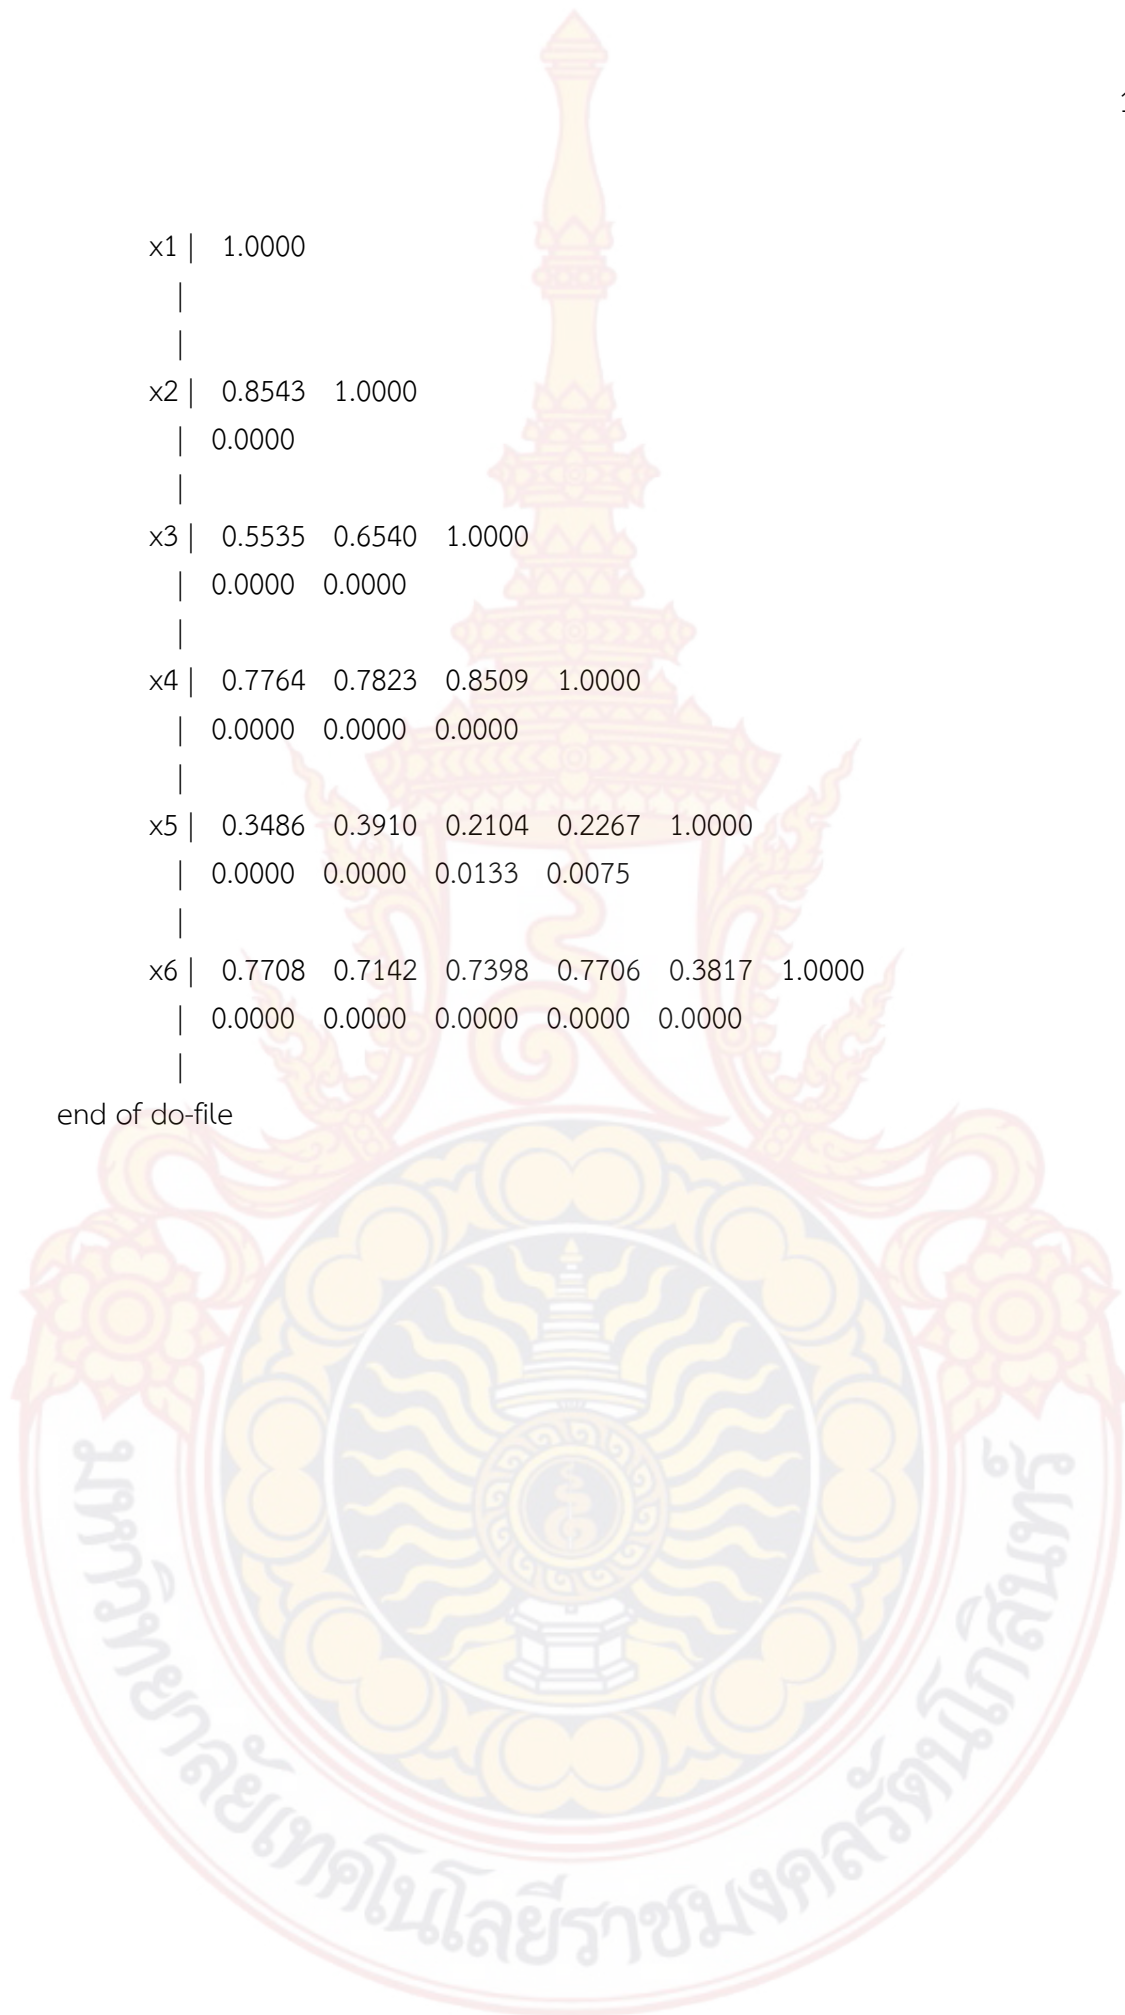 1
x1 | 1.0000
|
|
x2 | 0.8543 1.0000
| 0.0000
|
x3 | 0.5535 0.6540 1.0000
| 0.0000 0.0000
|
x4 | 0.7764 0.7823 0.8509 1.0000
| 0.0000 0.0000 0.0000
|
x5 | 0.3486 0.3910 0.2104 0.2267 1.0000
| 0.0000 0.0000 0.0133 0.0075
|
x6 | 0.7708 0.7142 0.7398 0.7706 0.3817 1.0000
| 0.0000 0.0000 0.0000 0.0000 0.0000
|
end of do-file
มหาวิทยาลัยเทคโนโลยีราชมงคลรัตนโกสินทร์